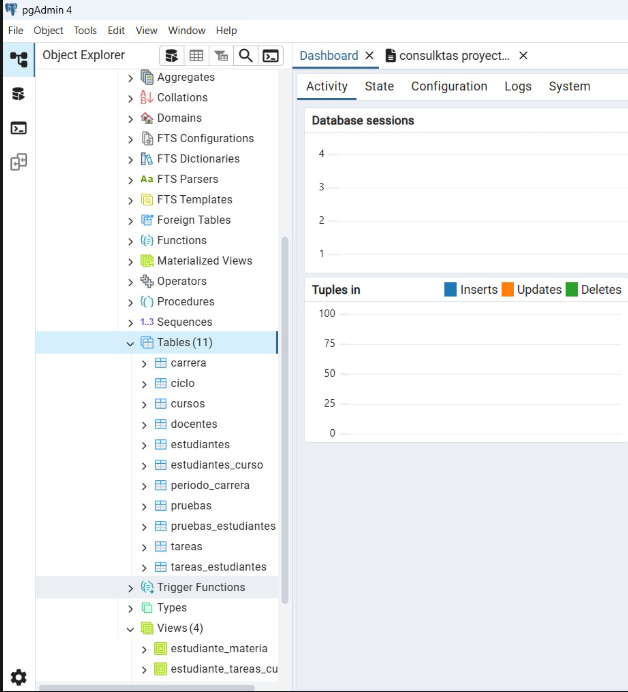 pgAdmin 4
File Object Tools Edit View Window Help
Object Explorer
Aggregates
Collations
Domains
FTS Configurations
FTS Dictionaries
Aa FTS Parsers
FTS Templates
Foreign Tables
Functions
Materialized Views
Operators
Procedures
1..3 Sequences
Tables (11)
carrera
ciclo
cursos
docentes
estudiantes
estudiantes_curso
periodo_carrera
pruebas
pruebas_estudiantes
tareas
tareas_estudiantes
Trigger Functions
Types
Views (4)
estudiante_materia
estudiante_tareas_cu
Dashboard consulktas proyect...
Activity State Configuration Logs System
Database sessions
4
3
2
1
Tuples in Inserts Updates Deletes
100
75
50
25
0